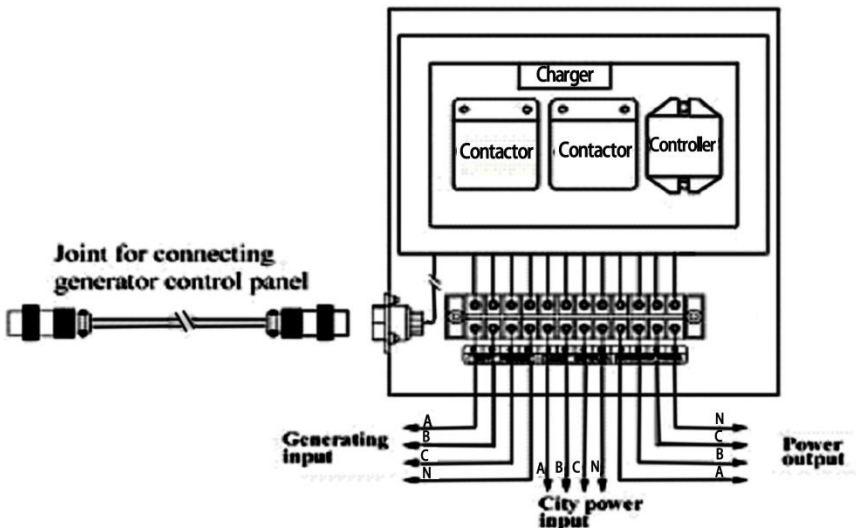 Charger
Contactor Contactor Controller
Joint for connecting
generator control panel
A
B
C
N
Generating
input
A B C N
City power
input
N
C
B
A
Power
output